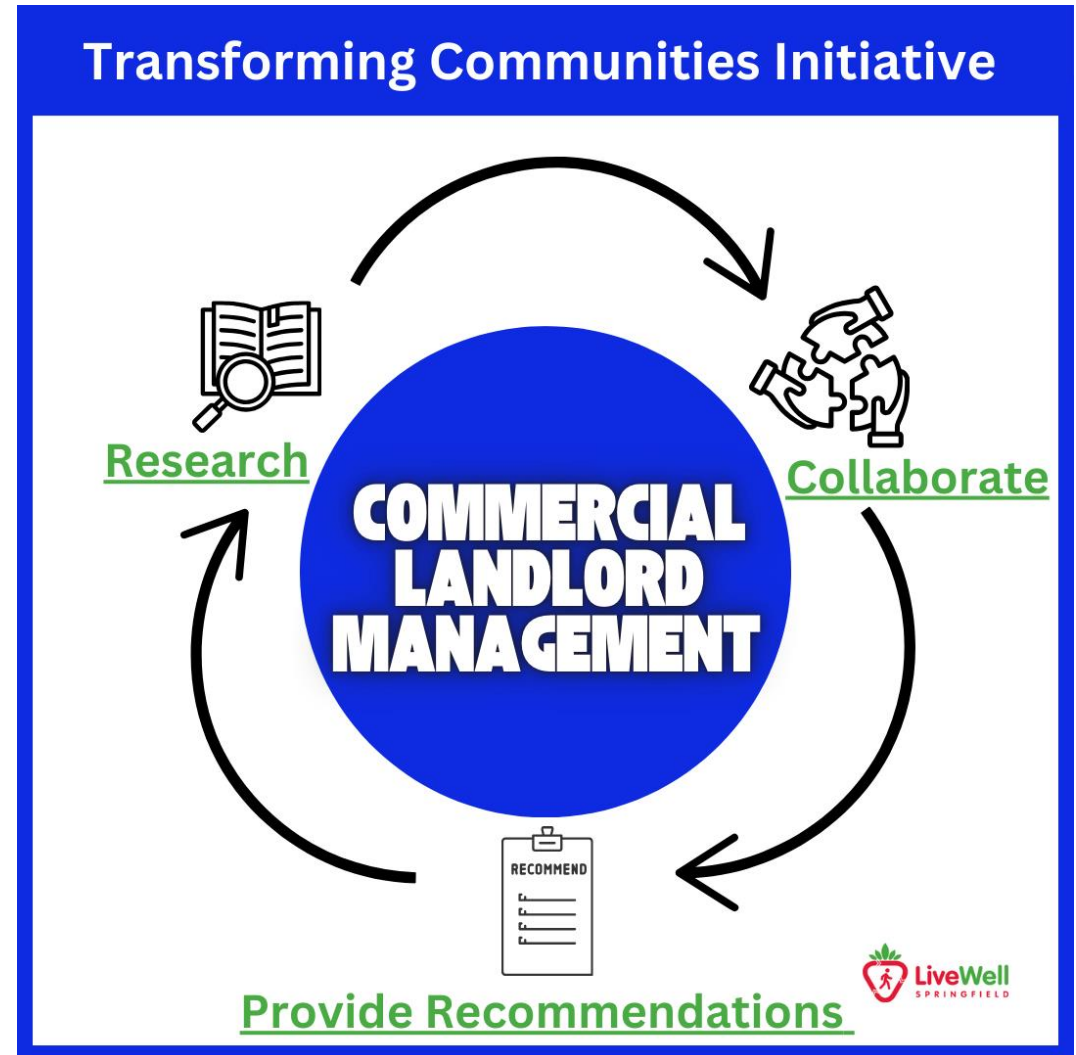 Transforming Communities Initiative
Research
Collaborate
COMMERCIAL
LANDLORD
MANAGEMENT
RECOMMEND
Provide Recommendations
LiveWell
SPRINGFIELD